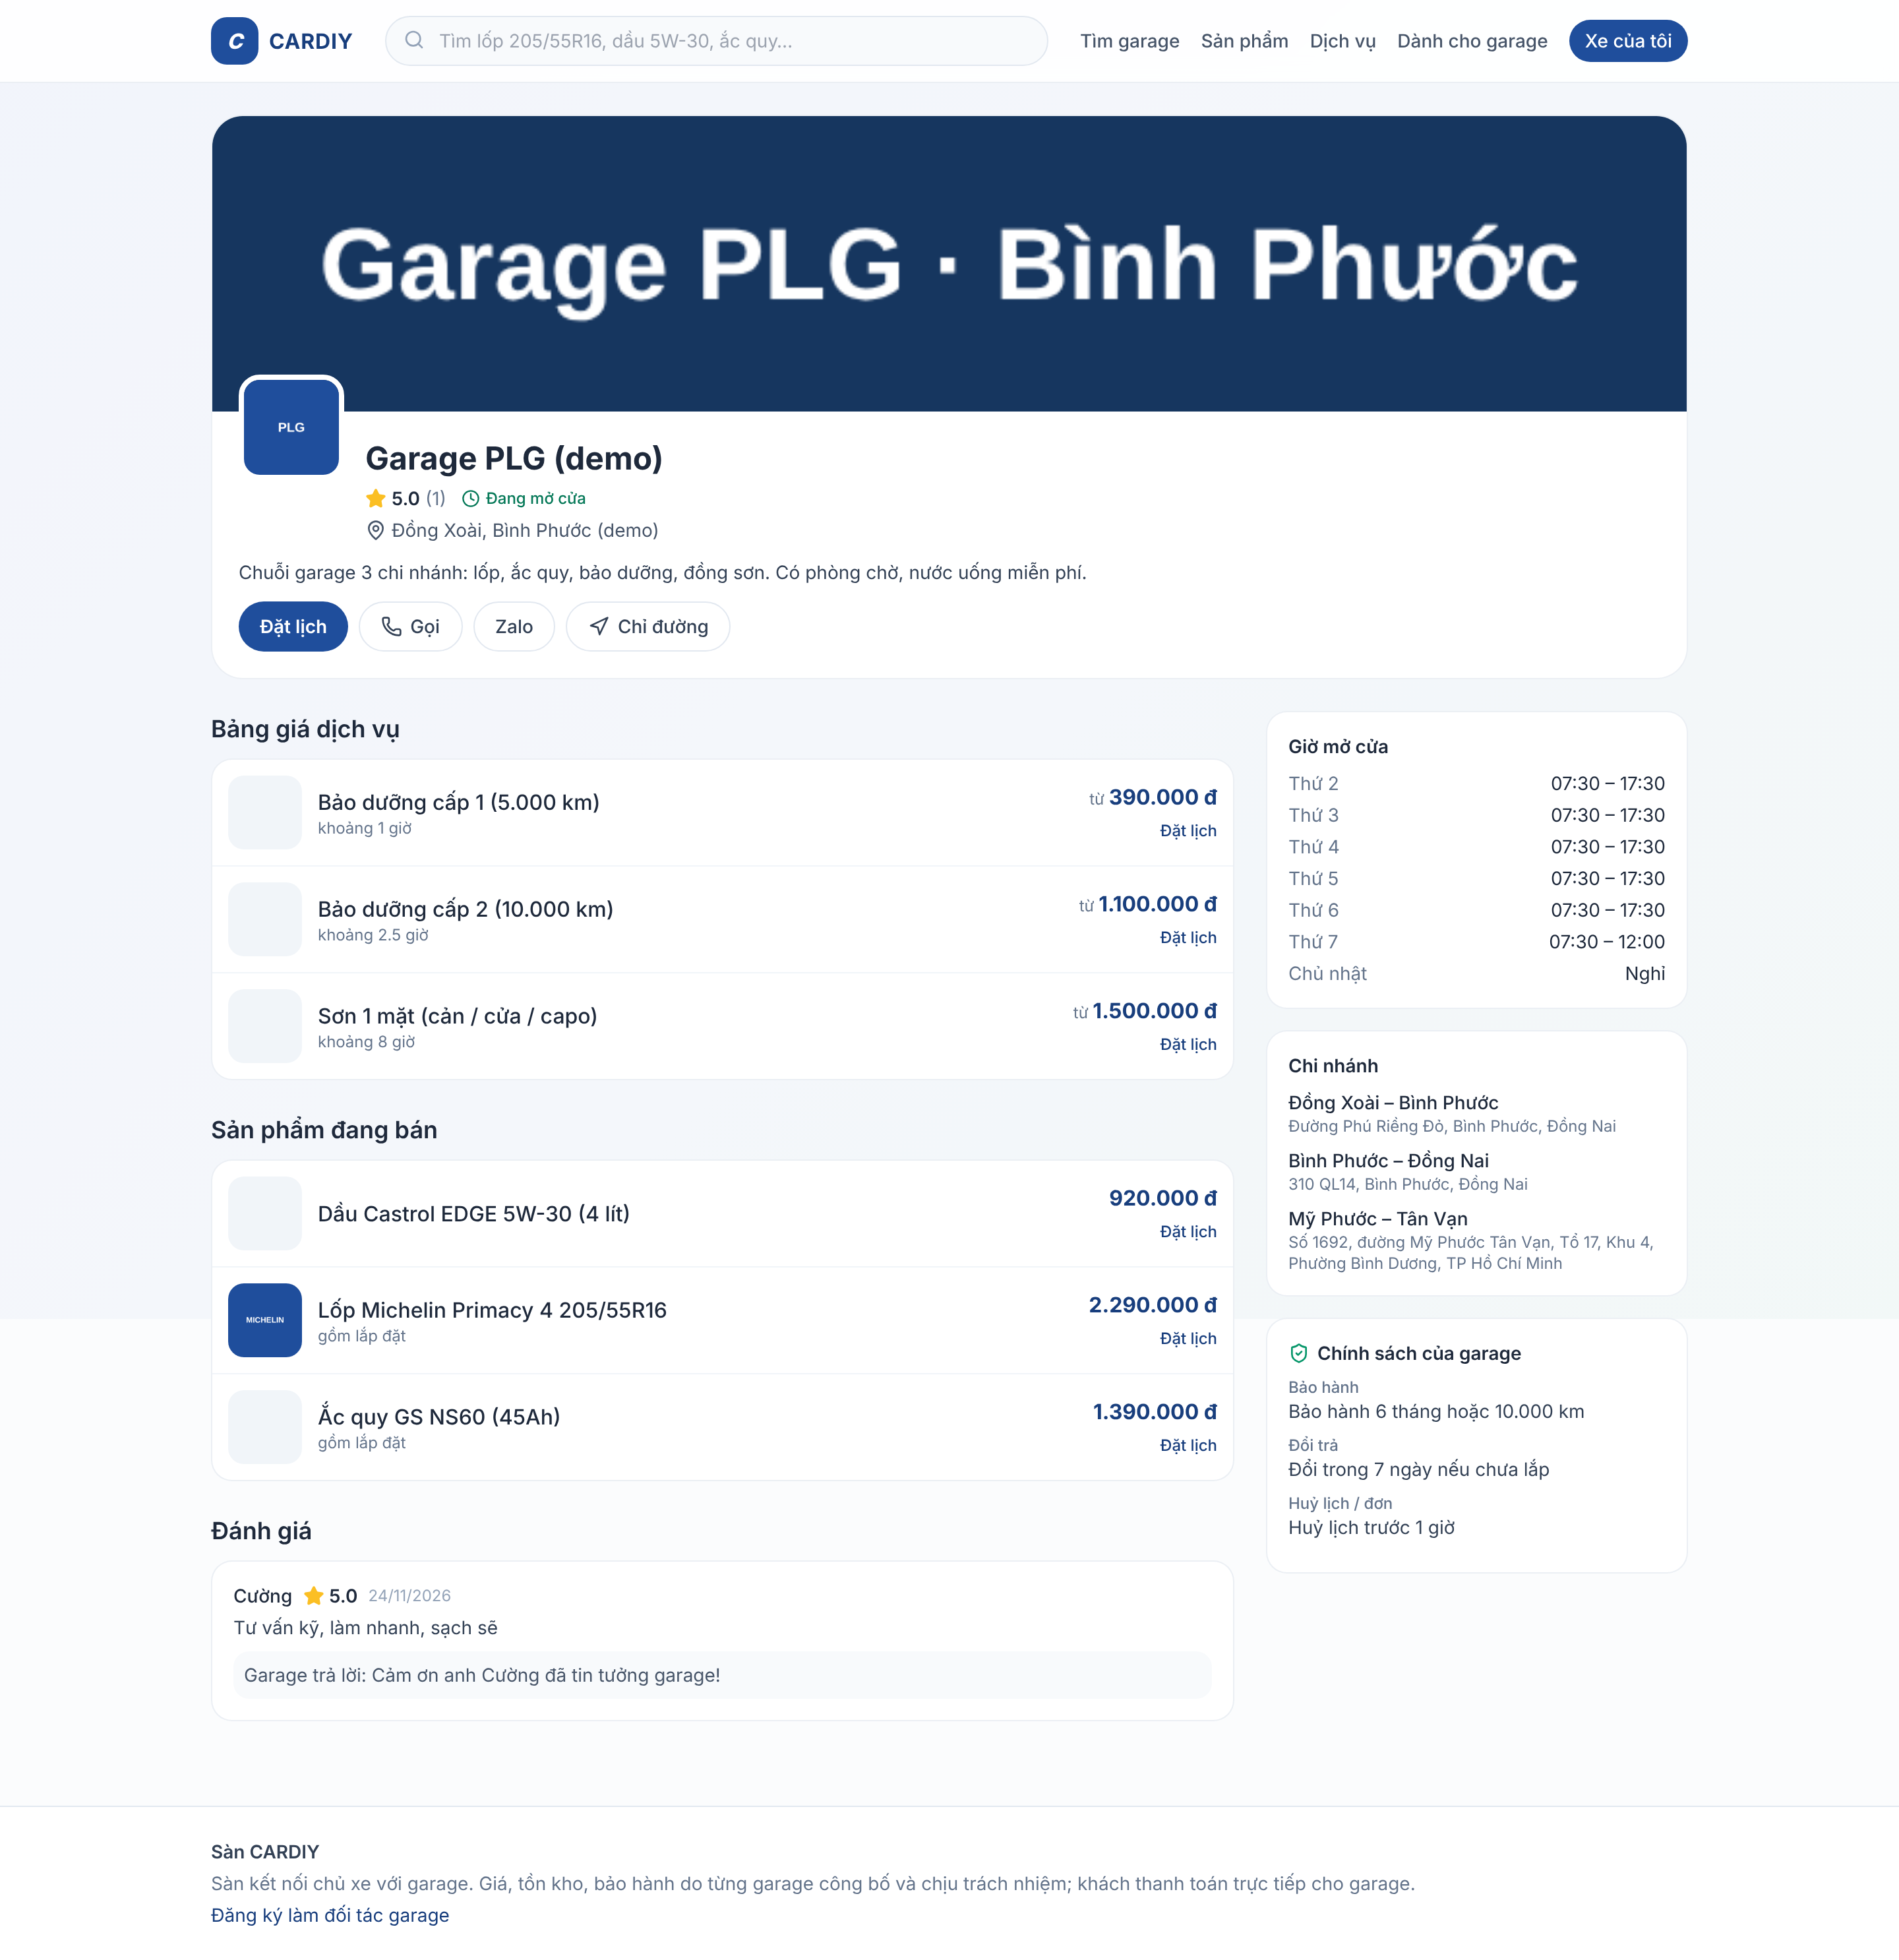 C CARDIY
Tìm lốp 205/55R16, dầu 5W-30, ắc quy...
Tìm garage
Sản phẩm
Dịch vụ
Dành cho garage
Xe của tôi
Garage PLG · Bình Phước
PLG
Garage PLG (demo)
5.0 (1) Đang mở cửa
Đồng Xoài, Bình Phước (demo)
Chuỗi garage 3 chi nhánh: lốp, ắc quy, bảo dưỡng, đồng sơn. Có phòng chờ, nước uống miễn phí.
Đặt lịch
Gọi
Zalo
Chỉ đường
Bảng giá dịch vụ
Bảo dưỡng cấp 1 (5.000 km)
khoảng 1 giờ
từ 390.000 đ
Đặt lịch
Bảo dưỡng cấp 2 (10.000 km)
khoảng 2.5 giờ
từ 1.100.000 đ
Đặt lịch
Sơn 1 mặt (cản / cửa / capo)
khoảng 8 giờ
từ 1.500.000 đ
Đặt lịch
Sản phẩm đang bán
Dầu Castrol EDGE 5W-30 (4 lít)
920.000 đ
Đặt lịch
MICHELIN
Lốp Michelin Primacy 4 205/55R16
gồm lắp đặt
2.290.000 đ
Đặt lịch
Ắc quy GS NS60 (45Ah)
gồm lắp đặt
1.390.000 đ
Đặt lịch
Đánh giá
Cường 5.0 24/11/2026
Tư vấn kỹ, làm nhanh, sạch sẽ
Garage trả lời: Cảm ơn anh Cường đã tin tưởng garage!
Giờ mở cửa
Thứ 2 07:30 – 17:30
Thứ 3 07:30 – 17:30
Thứ 4 07:30 – 17:30
Thứ 5 07:30 – 17:30
Thứ 6 07:30 – 17:30
Thứ 7 07:30 – 12:00
Chủ nhật Nghỉ
Chi nhánh
Đồng Xoài – Bình Phước
Đường Phú Riềng Đỏ, Bình Phước, Đồng Nai
Bình Phước – Đồng Nai
310 QL14, Bình Phước, Đồng Nai
Mỹ Phước – Tân Vạn
Số 1692, đường Mỹ Phước Tân Vạn, Tổ 17, Khu 4,
Phường Bình Dương, TP Hồ Chí Minh
Chính sách của garage
Bảo hành
Bảo hành 6 tháng hoặc 10.000 km
Đổi trả
Đổi trong 7 ngày nếu chưa lắp
Huỷ lịch / đơn
Huỷ lịch trước 1 giờ
Sàn CARDIY
Sàn kết nối chủ xe với garage. Giá, tồn kho, bảo hành do từng garage công bố và chịu trách nhiệm; khách thanh toán trực tiếp cho garage.
Đăng ký làm đối tác garage